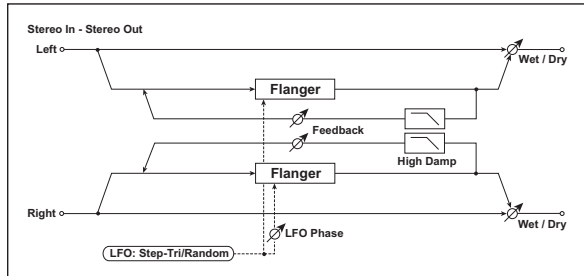 Stereo In - Stereo Out
Left
Wet / Dry
Flanger
Feedback
High Damp
Flanger
Right
LFO Phase
Wet / Dry
LFO: Step-Tri/Random